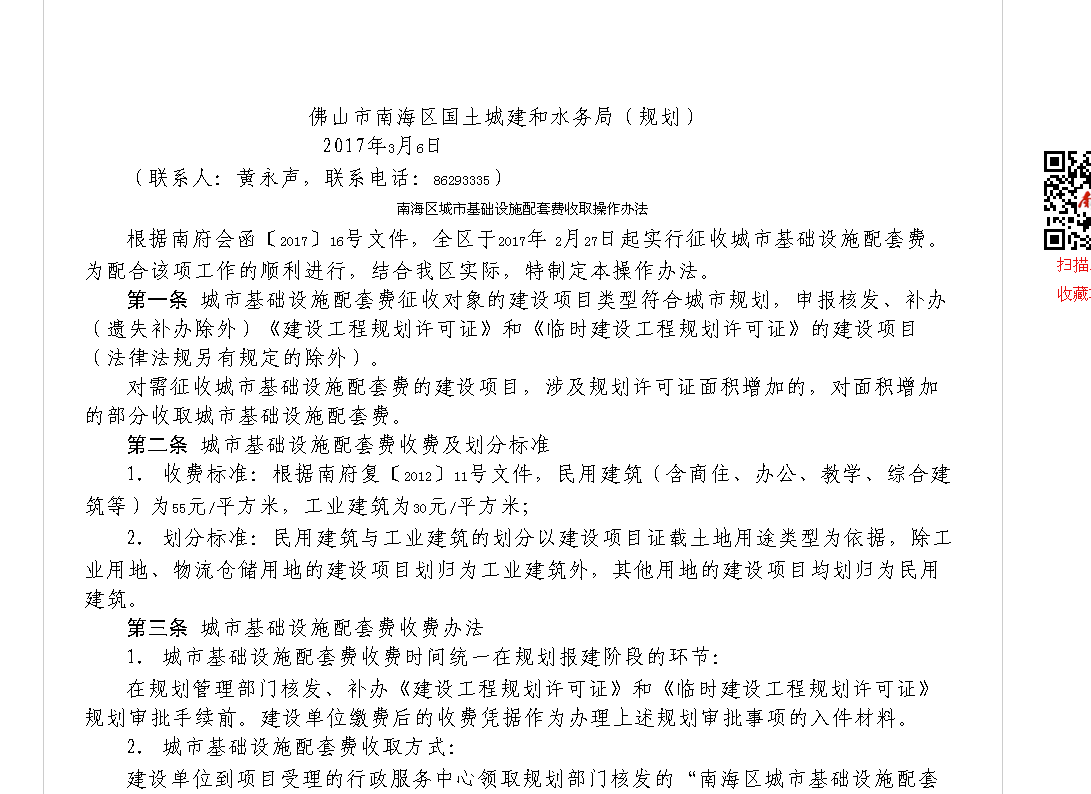 佛山市南海区国土城建和水务局（规划）
2017年3月6日
（联系人：黄永声，联系电话：86293335）
南海区城市基础设施配套费收取操作办法
根据南府会函〔2017〕16号文件，全区于2017年 2月27日起实行征收城市基础设施配套费。
为配合该项工作的顺利进行，结合我区实际，特制定本操作办法。
第一条 城市基础设施配套费征收对象的建设项目类型符合城市规划，申报核发、补办
（遗失补办除外）《建设工程规划许可证》和《临时建设工程规划许可证》的建设项目
（法律法规另有规定的除外）。
对需征收城市基础设施配套费的建设项目，涉及规划许可证面积增加的，对面积增加
的部分收取城市基础设施配套费。
第二条 城市基础设施配套费收费及划分标准
1. 收费标准：根据南府复〔2012〕11号文件，民用建筑（含商住、办公、教学、综合建
筑等）为55元/平方米，工业建筑为30元/平方米；
2. 划分标准：民用建筑与工业建筑的划分以建设项目证载土地用途类型为依据，除工
业用地、物流仓储用地的建设项目划归为工业建筑外，其他用地的建设项目均划归为民用
建筑。
第三条 城市基础设施配套费收费办法
1. 城市基础设施配套费收费时间统一在规划报建阶段的环节：
在规划管理部门核发、补办《建设工程规划许可证》和《临时建设工程规划许可证》
规划审批手续前。建设单位缴费后的收费凭据作为办理上述规划审批事项的入件材料。
2. 城市基础设施配套费收取方式：
建设单位到项目受理的行政服务中心领取规划部门核发的“南海区城市基础设施配套
扫描
收藏